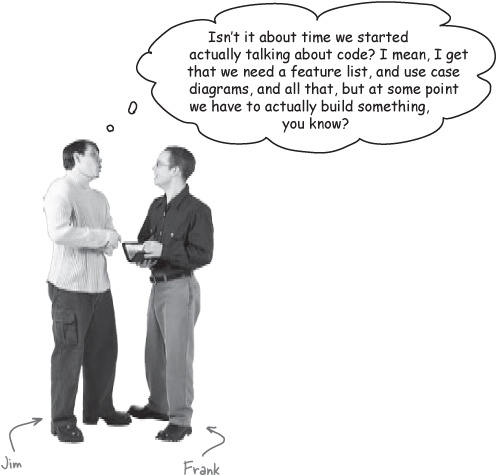 Isn't it about time we started
actually talking about code? I mean, I get
that we need a feature list, and use case
diagrams, and all that, but at some point
we have to actually build something,
you know?
Jim
Frank